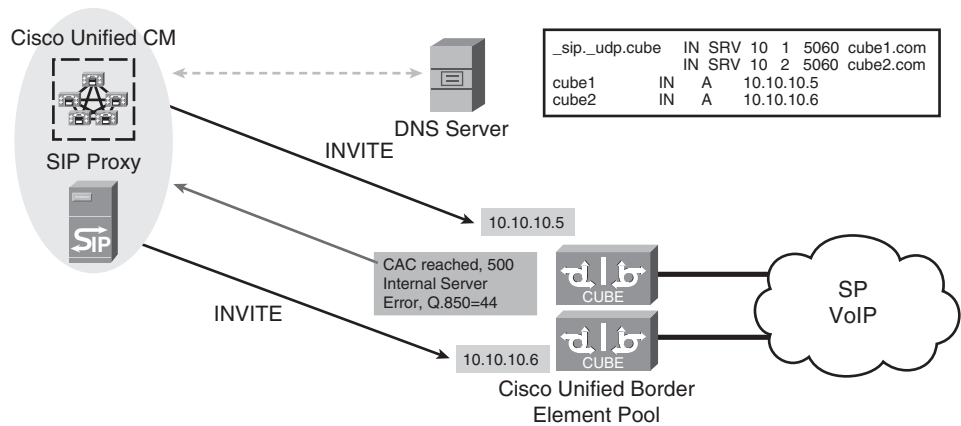 Cisco Unified CM
SIP Proxy
SIP
DNS Server
_sip._udp.cube IN SRV 10 1 5060 cube1.com
IN SRV 10 2 5060 cube2.com
cube1 IN A 10.10.10.5
cube2 IN A 10.10.10.6
INVITE
10.10.10.5
CAC reached, 500
Internal Server
Error, Q.850=44
INVITE
10.10.10.6
CUBE
CUBE
Cisco Unified Border
Element Pool
SP
VoIP